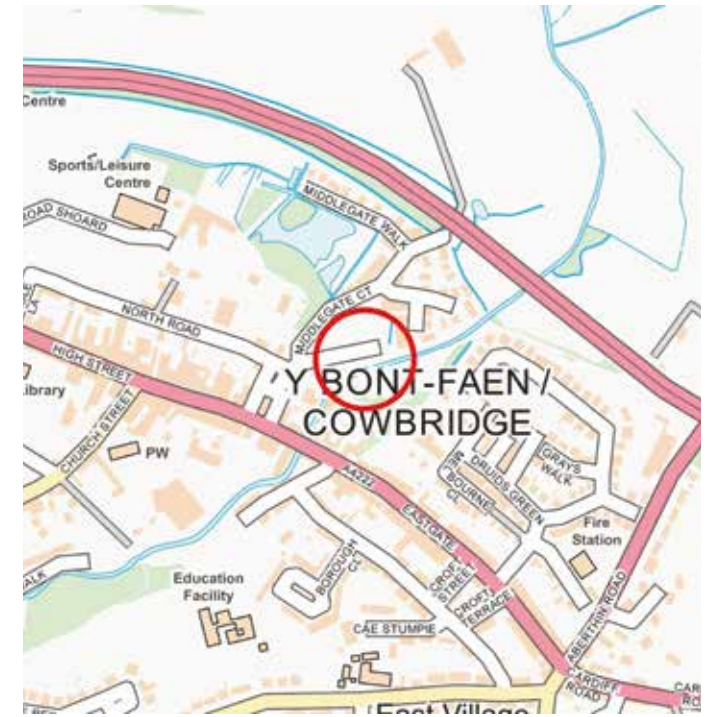 Centre
Sports/Leisure
Centre
MIDDLEGATE WALK
ROAD SHOARD
NORTH ROAD
MIDDLEGATE CT
HIGH STREET
Library
CHURCH STREET
PW
Y BONT-FAEN /
COWBRIDGE
A4222
EASTGATE
MELBOURNE
CL
DRUIDS GREEN
GRAYS
WALK
Fire
Station
Education
Facility
BOROUGH
CL
CROFT
STREET
CROFT
TERRACE
CAE STUMPIE
ABERTHIN ROAD
CARDIFF
ROAD
East Village